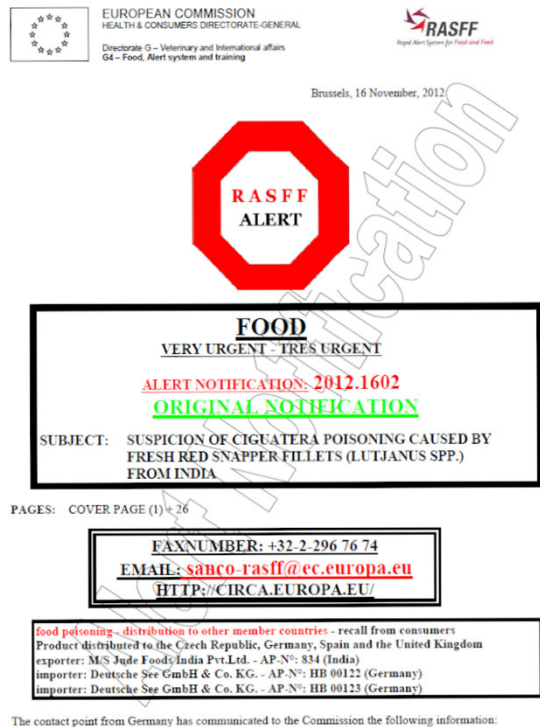 EUROPEAN COMMISSION
HEALTH & CONSUMERS DIRECTORATE-GENERAL
Directorate G – Veterinary and International affairs
G4 – Food, Alert system and training
RASFF
Rapid Alert System for Food and Feed
Brussels, 16 November, 2012
RASFF
ALERT
FOOD
VERY URGENT - TRES URGENT
ALERT NOTIFICATION: 2012.1602
ORIGINAL NOTIFICATION
SUBJECT: SUSPICION OF CIGUATERA POISONING CAUSED BY
FRESH RED SNAPPER FILLETS (LUTJANUS SPP.)
FROM INDIA
PAGES: COVER PAGE (1) + 26
FAXNUMBER: +32-2-296 76 74
EMAIL: sanco-rasff@ec.europa.eu
HTTP://CIRCA.EUROPA.EU/
food poisoning - distribution to other member countries - recall from consumers
Product distributed to the Czech Republic, Germany, Spain and the United Kingdom
exporter: M/S Jude Foods India Pvt.Ltd. - AP-N°: 834 (India)
importer: Deutsche See GmbH & Co. KG. - AP-N°: HB 00122 (Germany)
importer: Deutsche See GmbH & Co. KG. - AP-N°: HB 00123 (Germany)
The contact point from Germany has communicated to the Commission the following information:
Alert Notification